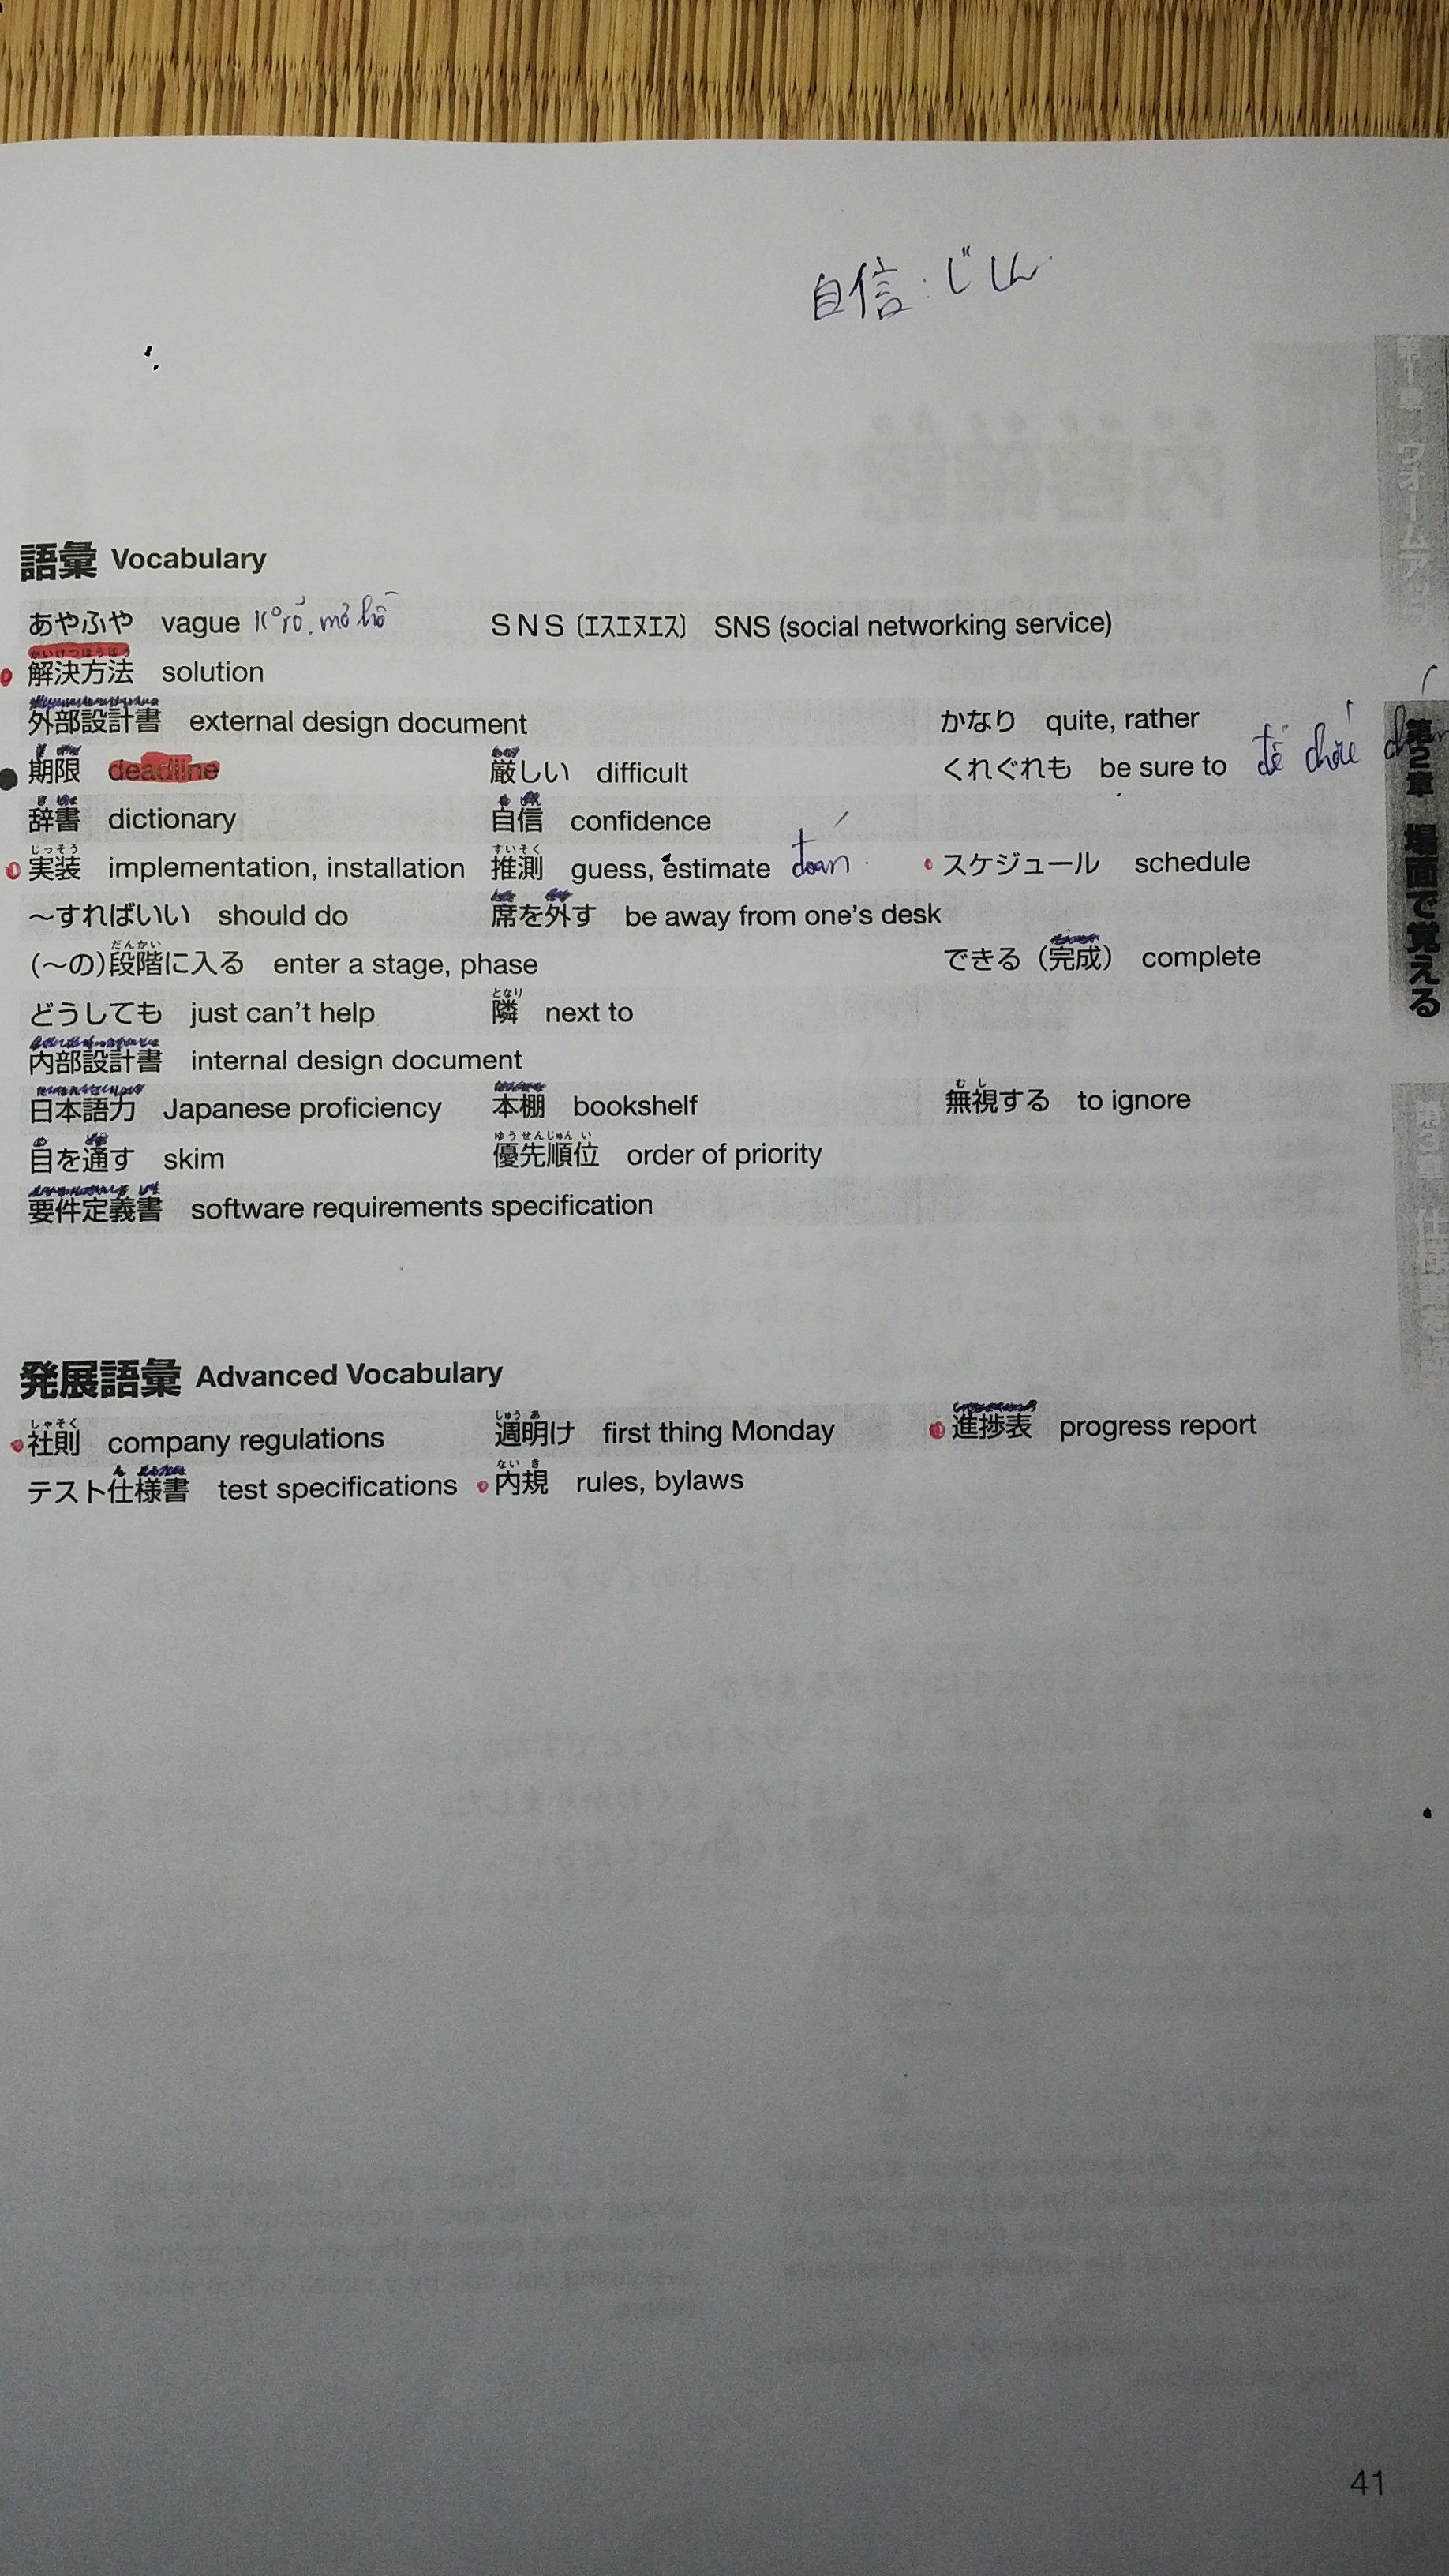 自信:じしん
語彙 Vocabulary
あやふや vague mơ hồ SNS〔エスエヌエス〕 SNS (social networking service)
解決方法 solution
外部設計書 external design document かなり quite, rather
期限 deadline 厳しい difficult くれぐれも be sure to để chắc
辞書 dictionary 自信 confidence
実装 implementation, installation 推測 guess, estimate đoán スケジュール schedule
～すればいい should do 席を外す be away from one's desk
(～の)段階に入る enter a stage, phase できる(完成) complete
どうしても just can't help 隣 next to
内部設計書 internal design document
日本語力 Japanese proficiency 本棚 bookshelf 無視する to ignore
目を通す skim 優先順位 order of priority
要件定義書 software requirements specification
発展語彙 Advanced Vocabulary
社則 company regulations 週明け first thing Monday 進捗表 progress report
テスト仕様書 test specifications 内規 rules, bylaws
第1章 ウォームアップ
第2章 場面で覚える
41